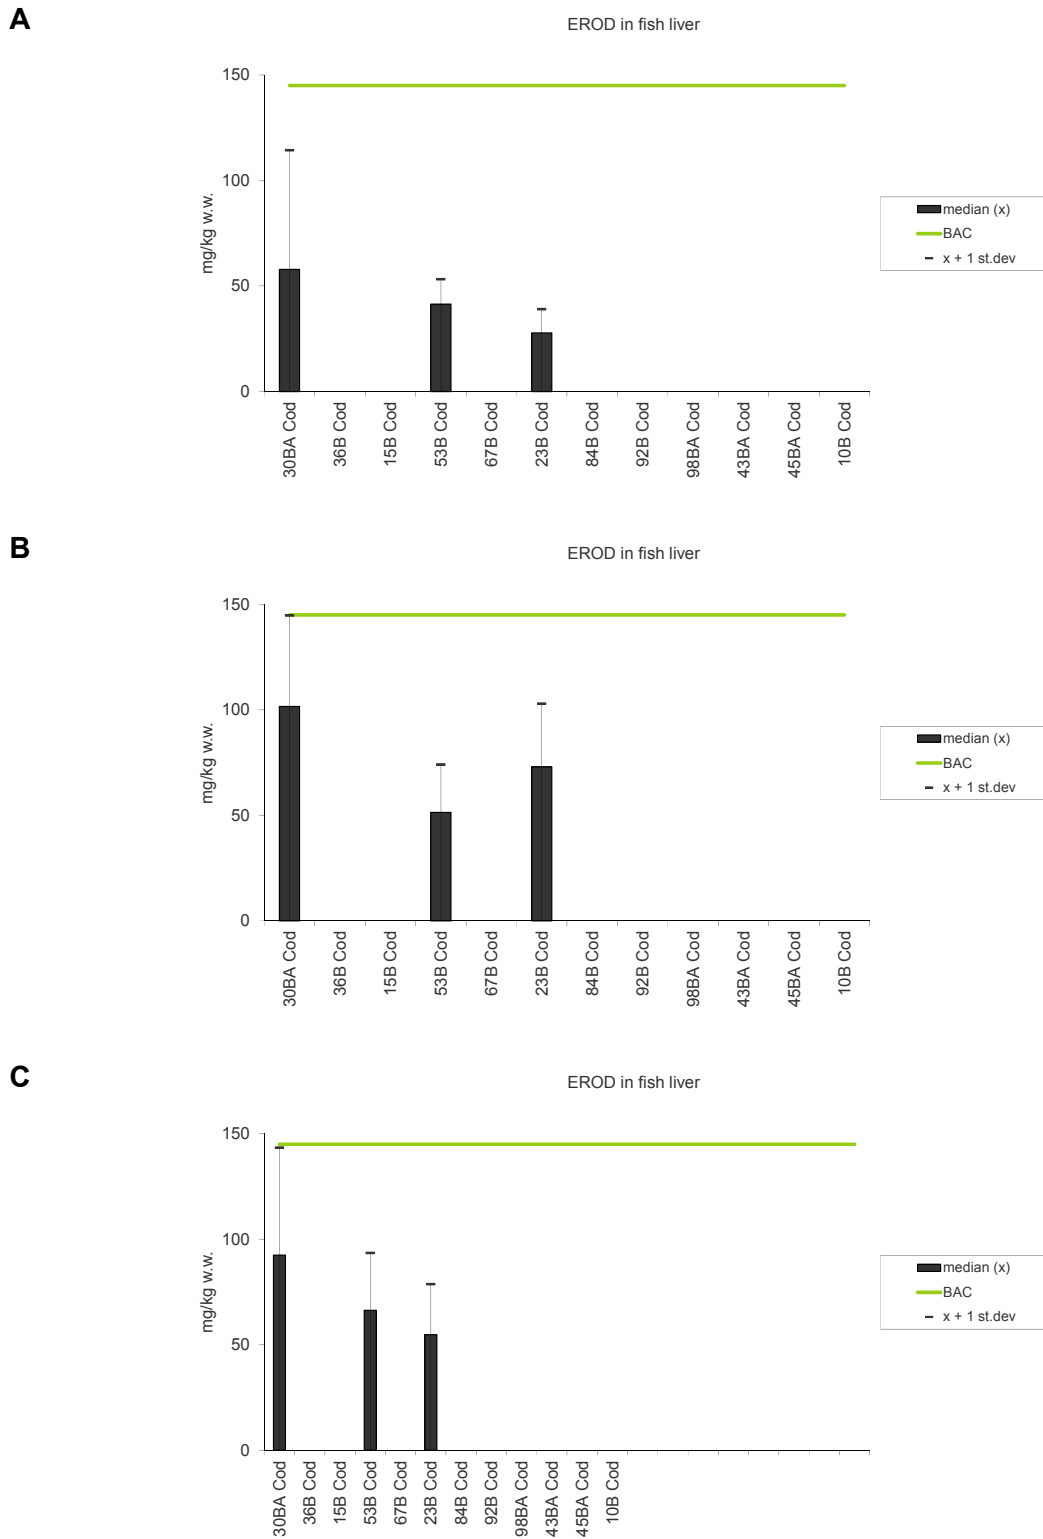 A
EROD in fish liver
150
100
50
0
mg/kg w.w.
30BA Cod
36B Cod
15B Cod
53B Cod
67B Cod
23B Cod
84B Cod
92B Cod
98BA Cod
43BA Cod
45BA Cod
10B Cod
median (x)
BAC
x + 1 st.dev
B
EROD in fish liver
150
100
50
0
mg/kg w.w.
30BA Cod
36B Cod
15B Cod
53B Cod
67B Cod
23B Cod
84B Cod
92B Cod
98BA Cod
43BA Cod
45BA Cod
10B Cod
median (x)
BAC
x + 1 st.dev
C
EROD in fish liver
150
100
50
0
mg/kg w.w.
30BA Cod
36B Cod
15B Cod
53B Cod
67B Cod
23B Cod
84B Cod
92B Cod
98BA Cod
43BA Cod
45BA Cod
10B Cod
median (x)
BAC
x + 1 st.dev